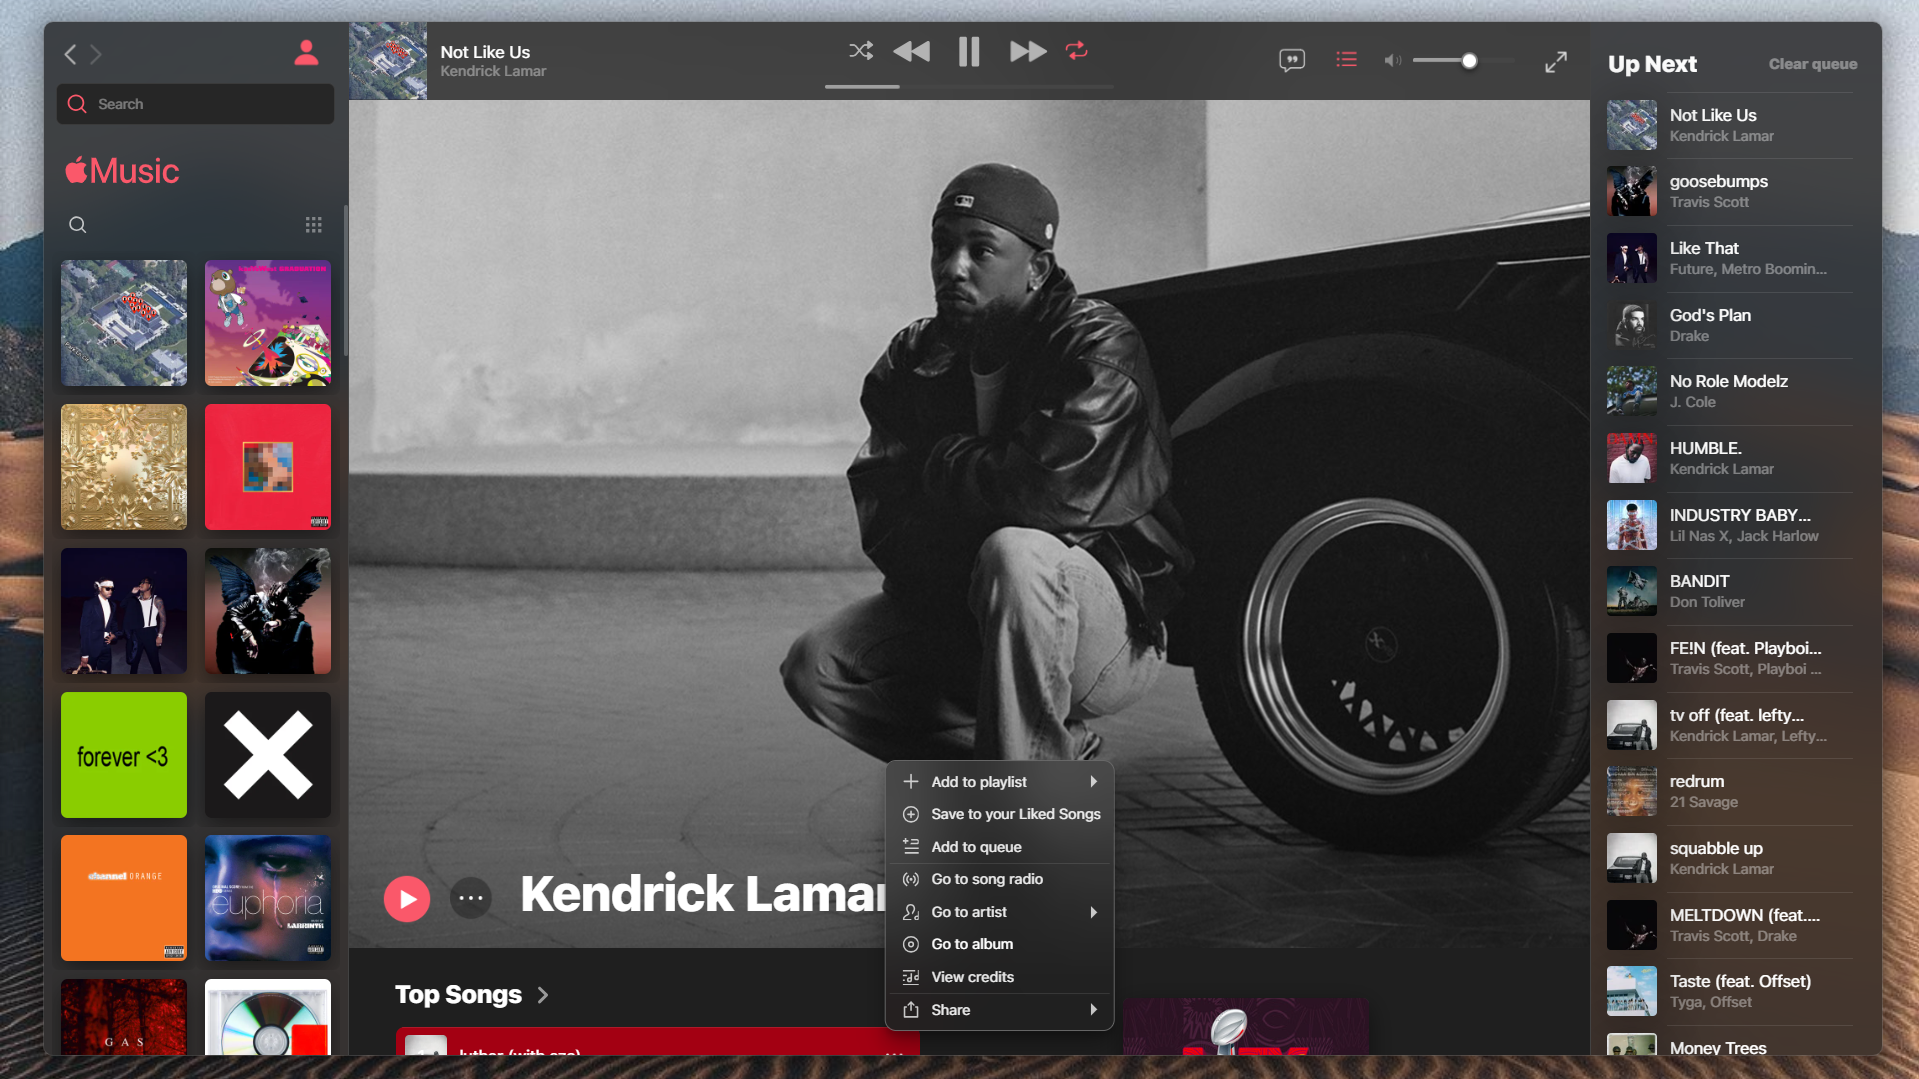 Search
Music
forever <3
channel ORANGE
euphoria
LABRINTH
GAS
Not Like Us
Kendrick Lamar
Kendrick Lamar
Top Songs
luther (with sza)
Add to playlist
Save to your Liked Songs
Add to queue
Go to song radio
Go to artist
Go to album
View credits
Share
Up Next
Clear queue
Not Like Us
Kendrick Lamar
goosebumps
Travis Scott
Like That
Future, Metro Boomin...
God's Plan
Drake
No Role Modelz
J. Cole
HUMBLE.
Kendrick Lamar
INDUSTRY BABY...
Lil Nas X, Jack Harlow
BANDIT
Don Toliver
FE!N (feat. Playboi...
Travis Scott, Playboi ...
tv off (feat. lefty...
Kendrick Lamar, Lefty...
redrum
21 Savage
squabble up
Kendrick Lamar
MELTDOWN (feat....
Travis Scott, Drake
Taste (feat. Offset)
Tyga, Offset
Money Trees